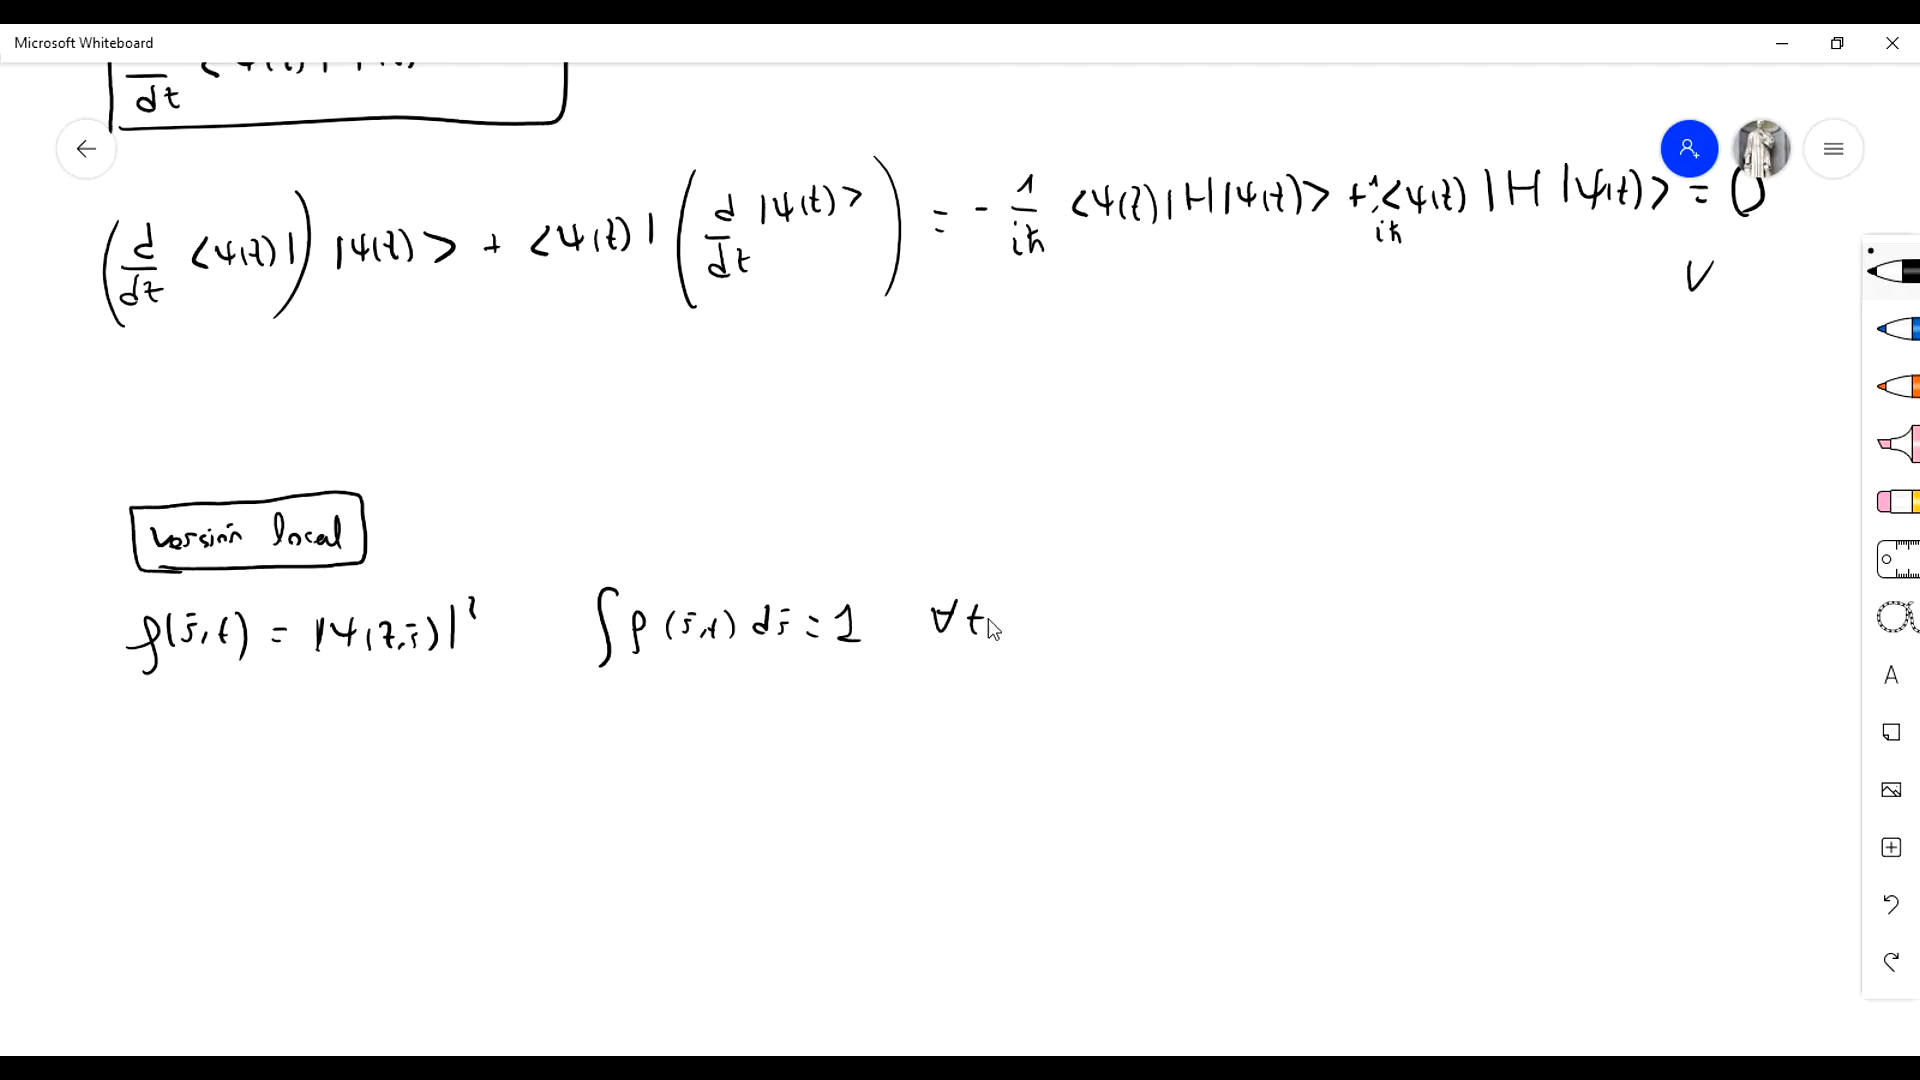 Microsoft Whiteboard
d/dt
(d/dt <ψ(t)|) |ψ(t)> + <ψ(t)| (d/dt |ψ(t)>) = - 1/iħ <ψ(t)|H|ψ(t)> + 1/iħ <ψ(t)|H|ψ(t)> = 0
Versión local
ρ(r̄,t) = |ψ(t,r̄)|² ∫ρ(r̄,t) dr̄ = 1 ∀t
A